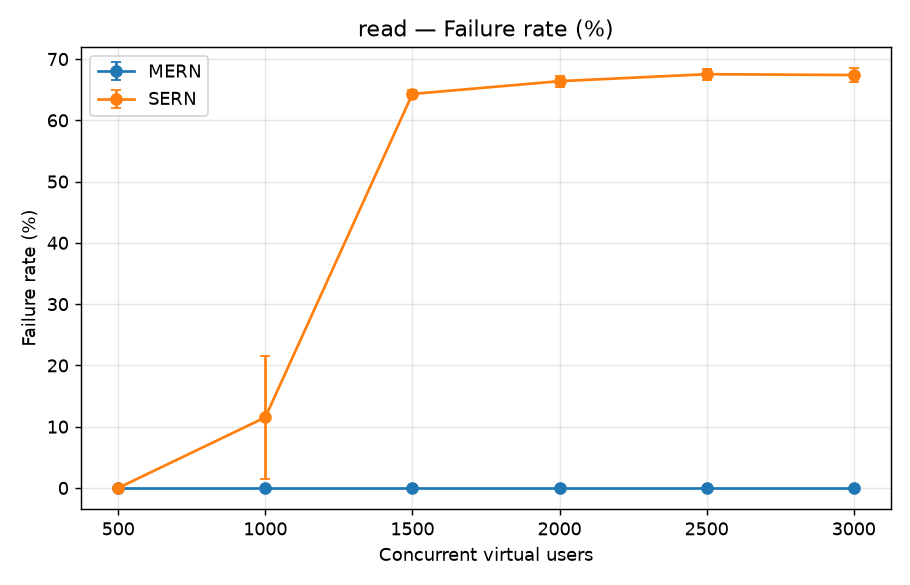 read — Failure rate (%)
MERN
SERN
Failure rate (%)
70
60
50
40
30
20
10
0
500 1000 1500 2000 2500 3000
Concurrent virtual users